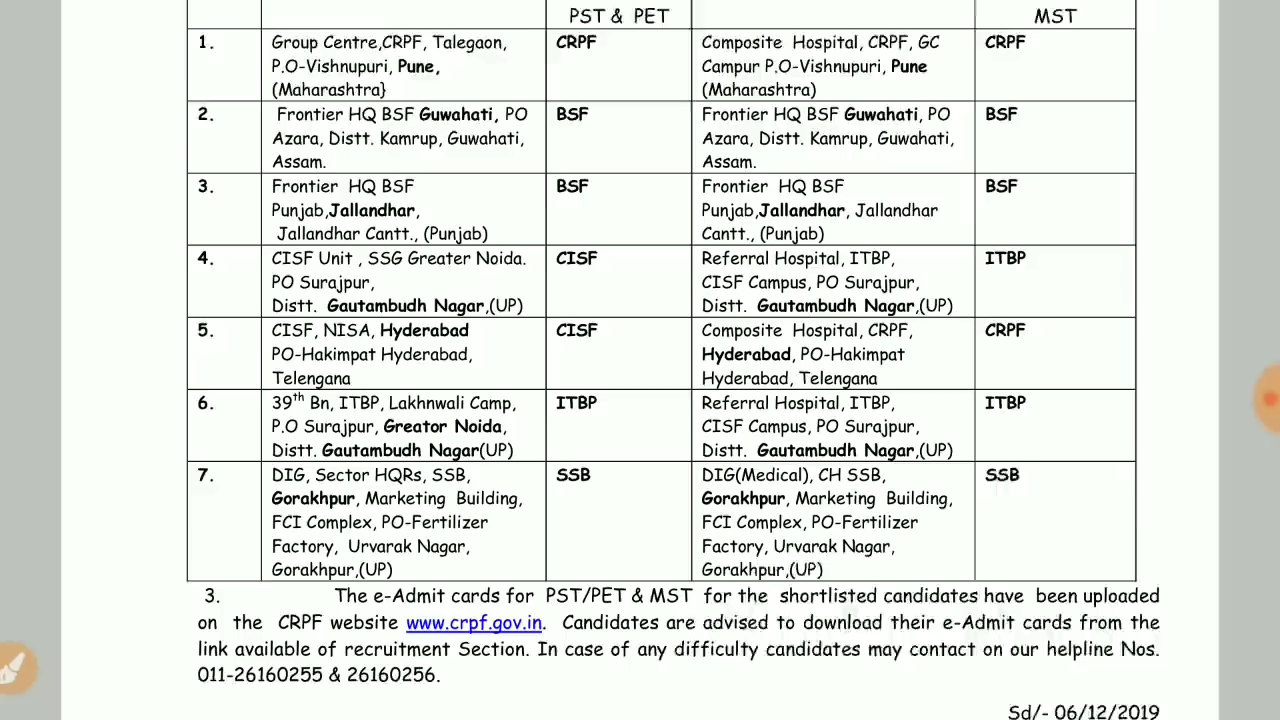 PST & PET MST
1. Group Centre,CRPF, Talegaon, CRPF Composite Hospital, CRPF, GC CRPF
P.O-Vishnupuri, Pune, Campur P.O-Vishnupuri, Pune
(Maharashtra} (Maharashtra)
2. Frontier HQ BSF Guwahati, PO BSF Frontier HQ BSF Guwahati, PO BSF
Azara, Distt. Kamrup, Guwahati, Azara, Distt. Kamrup, Guwahati,
Assam. Assam.
3. Frontier HQ BSF BSF Frontier HQ BSF BSF
Punjab,Jallandhar, Punjab,Jallandhar, Jallandhar
Jallandhar Cantt., (Punjab) Cantt., (Punjab)
4. CISF Unit , SSG Greater Noida. CISF Referral Hospital, ITBP, ITBP
PO Surajpur, CISF Campus, PO Surajpur,
Distt. Gautambudh Nagar,(UP) Distt. Gautambudh Nagar,(UP)
5. CISF, NISA, Hyderabad CISF Composite Hospital, CRPF, CRPF
PO-Hakimpat Hyderabad, Hyderabad, PO-Hakimpat
Telengana Hyderabad, Telengana
6. 39th Bn, ITBP, Lakhnwali Camp, ITBP Referral Hospital, ITBP, ITBP
P.O Surajpur, Greator Noida, CISF Campus, PO Surajpur,
Distt. Gautambudh Nagar(UP) Distt. Gautambudh Nagar,(UP)
7. DIG, Sector HQRs, SSB, SSB DIG(Medical), CH SSB, SSB
Gorakhpur, Marketing Building, Gorakhpur, Marketing Building,
FCI Complex, PO-Fertilizer FCI Complex, PO-Fertilizer
Factory, Urvarak Nagar, Factory, Urvarak Nagar,
Gorakhpur,(UP) Gorakhpur,(UP)
3. The e-Admit cards for PST/PET & MST for the shortlisted candidates have been uploaded
on the CRPF website www.crpf.gov.in. Candidates are advised to download their e-Admit cards from the
link available of recruitment Section. In case of any difficulty candidates may contact on our helpline Nos.
011-26160255 & 26160256.
Sd/- 06/12/2019